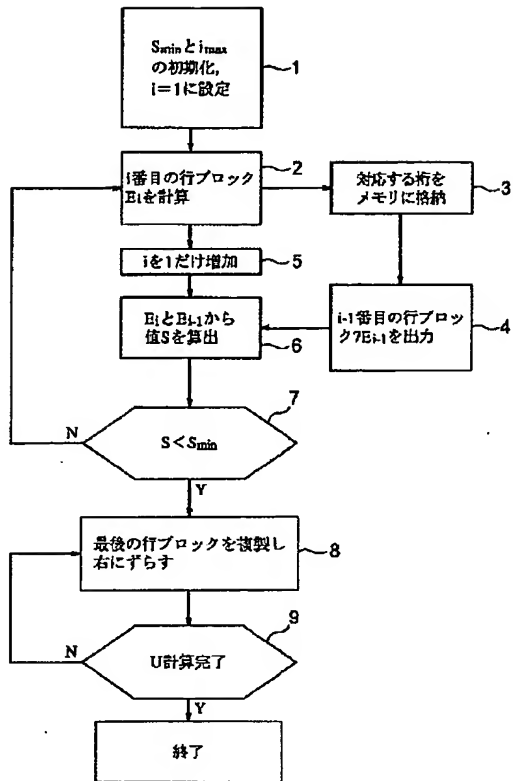 Sminとimax
の初期化,
i=1に設定
1
i番目の行ブロック
Eiを計算
2
対応する桁を
メモリに格納
3
iを1だけ増加
5
EiとEi-1から
値Sを算出
6
i-1番目の行ブロッ
ク?Ei-1を出力
4
7
N
S<Smin
Y
最後の行ブロックを複製し
右にずらす
8
9
N
U計算完了
Y
終了